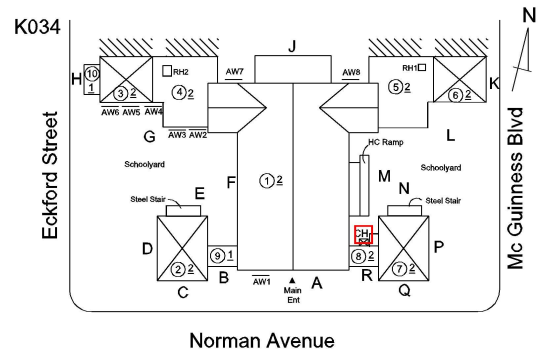 K034
N
J
H
10
1
3 2
RH2
4 2
AW7
AW8
RH1
5 2
6 2
K
AW6 AW5 AW4
AW3 AW2
G
L
HC Ramp
Schoolyard
F
1 2
M
Schoolyard
Steel Stair
E
N
Steel Stair
Eckford Street
Mc Guinness Blvd
D
CH
P
2 2
9 1
8 2
7 2
C
B
AW1
Main
Ent
A
R
Q
Norman Avenue